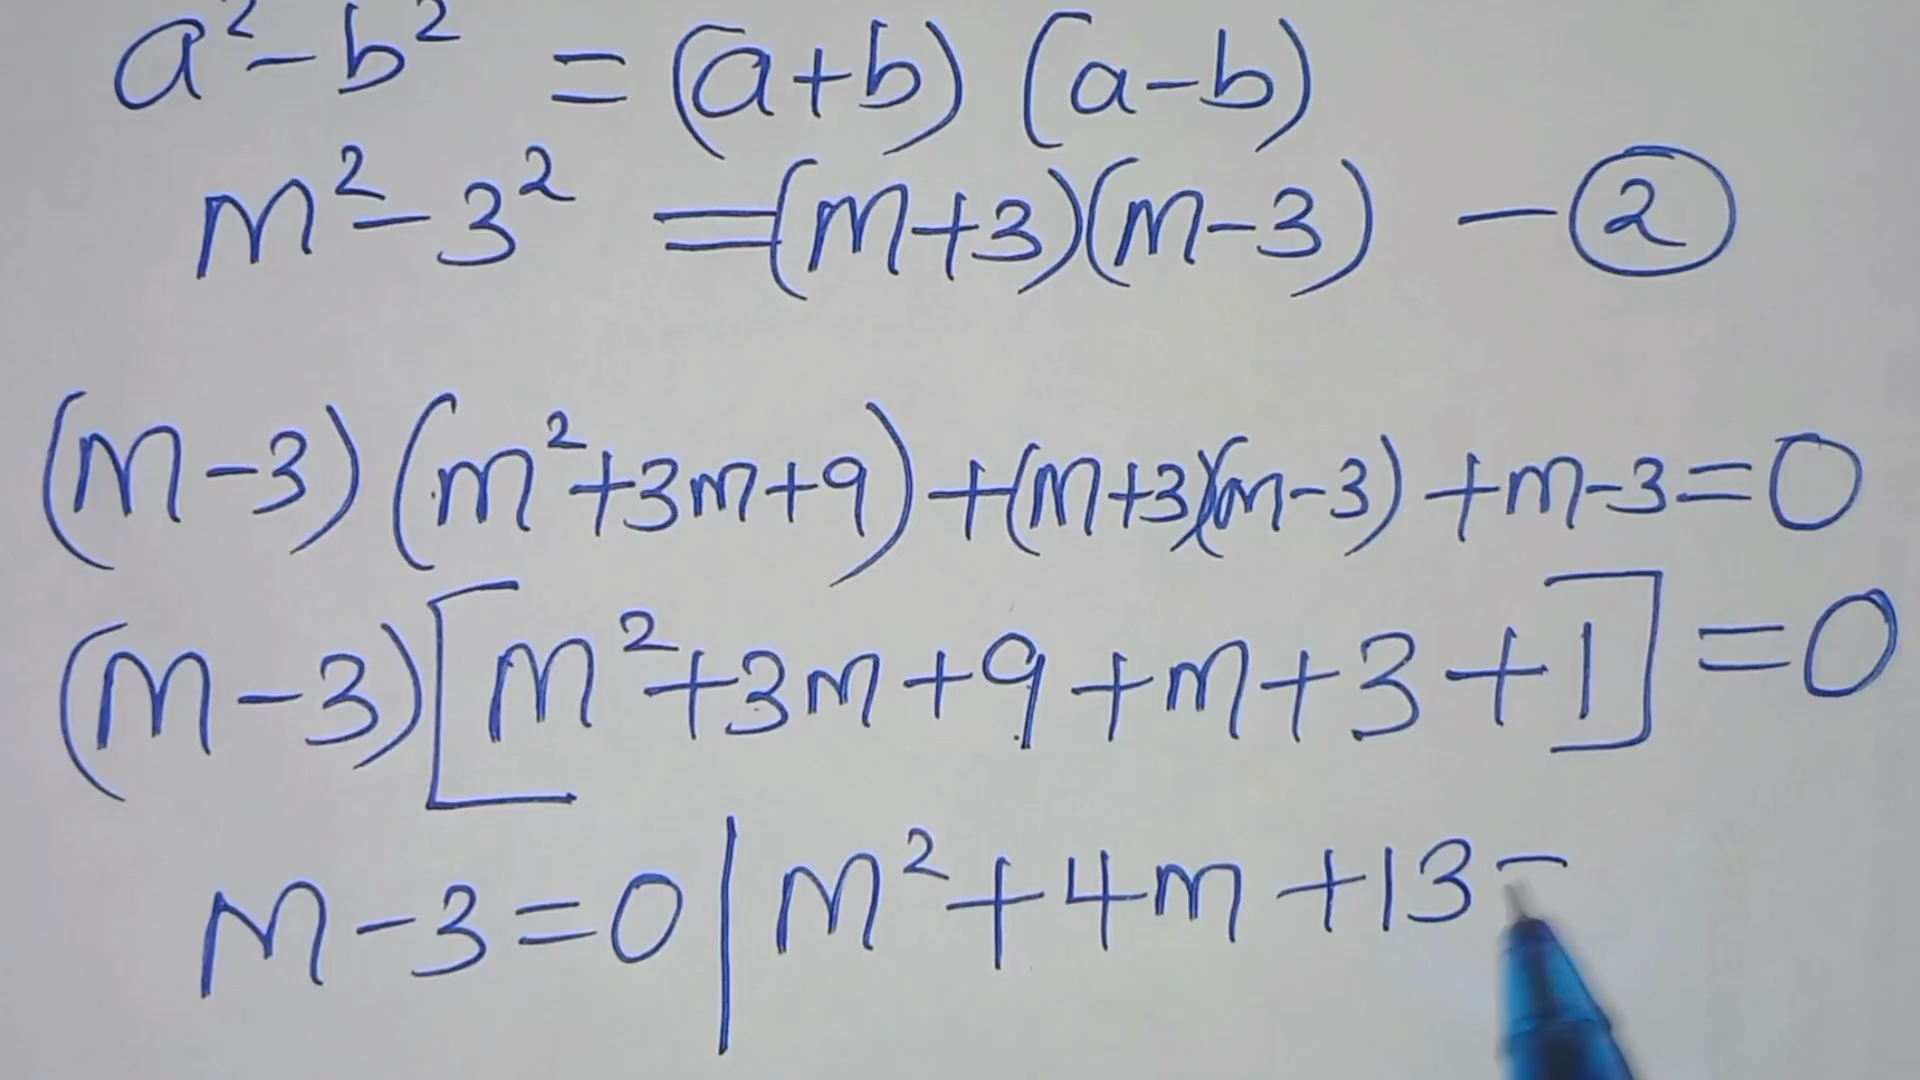 a² - b² = (a+b) (a-b)
m² - 3² = (m+3)(m-3) - ②
(m-3) (m²+3m+9) + (m+3)(m-3) + m-3 = 0
(m-3) [m²+3m+9+m+3+1] = 0
m-3=0 | m²+4m+13-